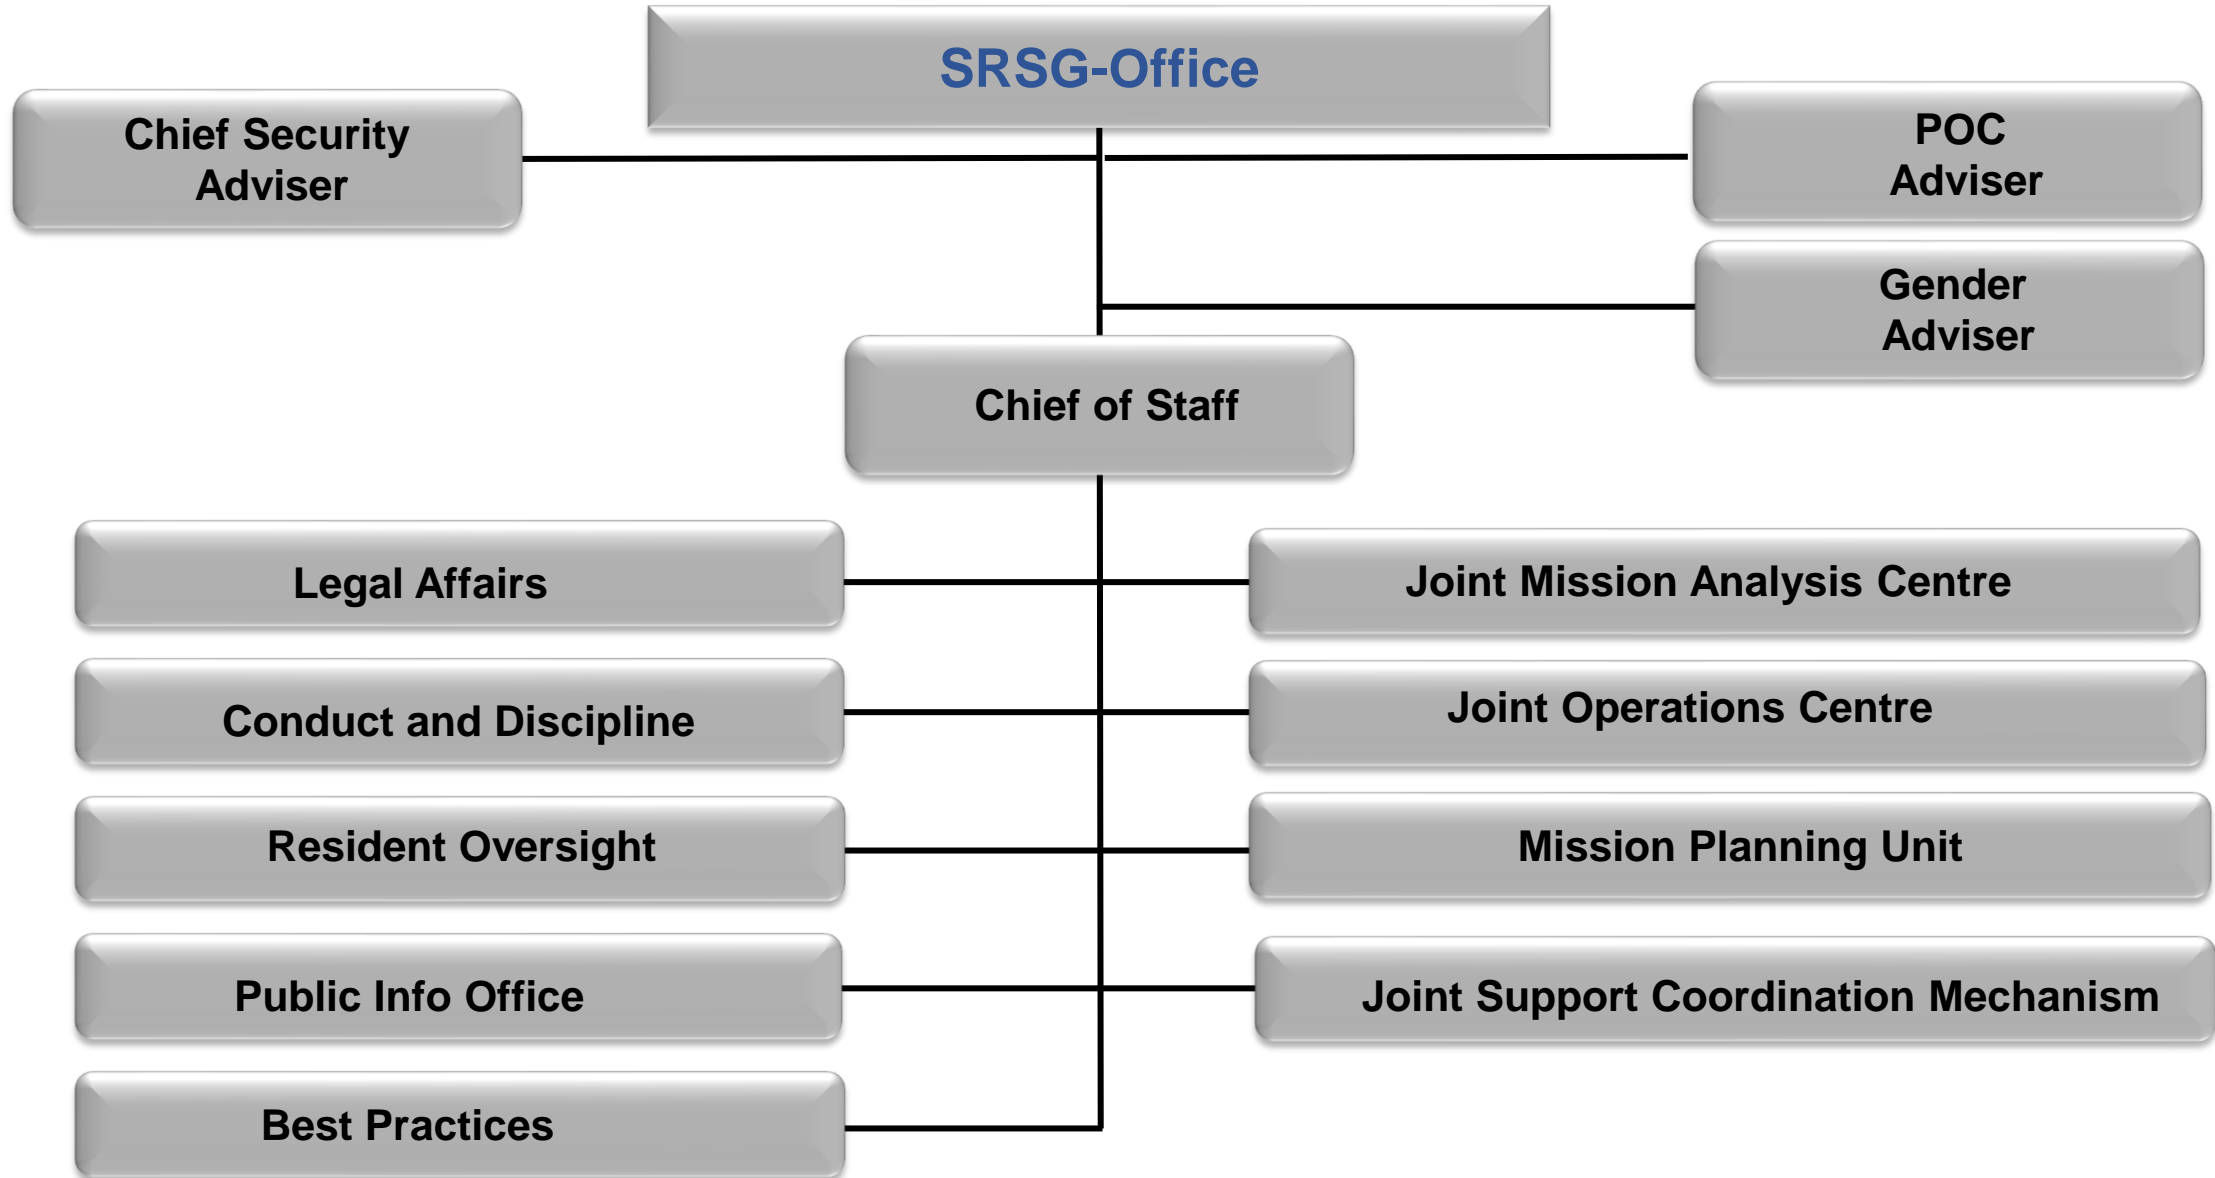 SRSG-Office
Chief Security
Adviser
POC
Adviser
Gender
Adviser
Chief of Staff
Legal Affairs
Joint Mission Analysis Centre
Conduct and Discipline
Joint Operations Centre
Resident Oversight
Mission Planning Unit
Public Info Office
Joint Support Coordination Mechanism
Best Practices